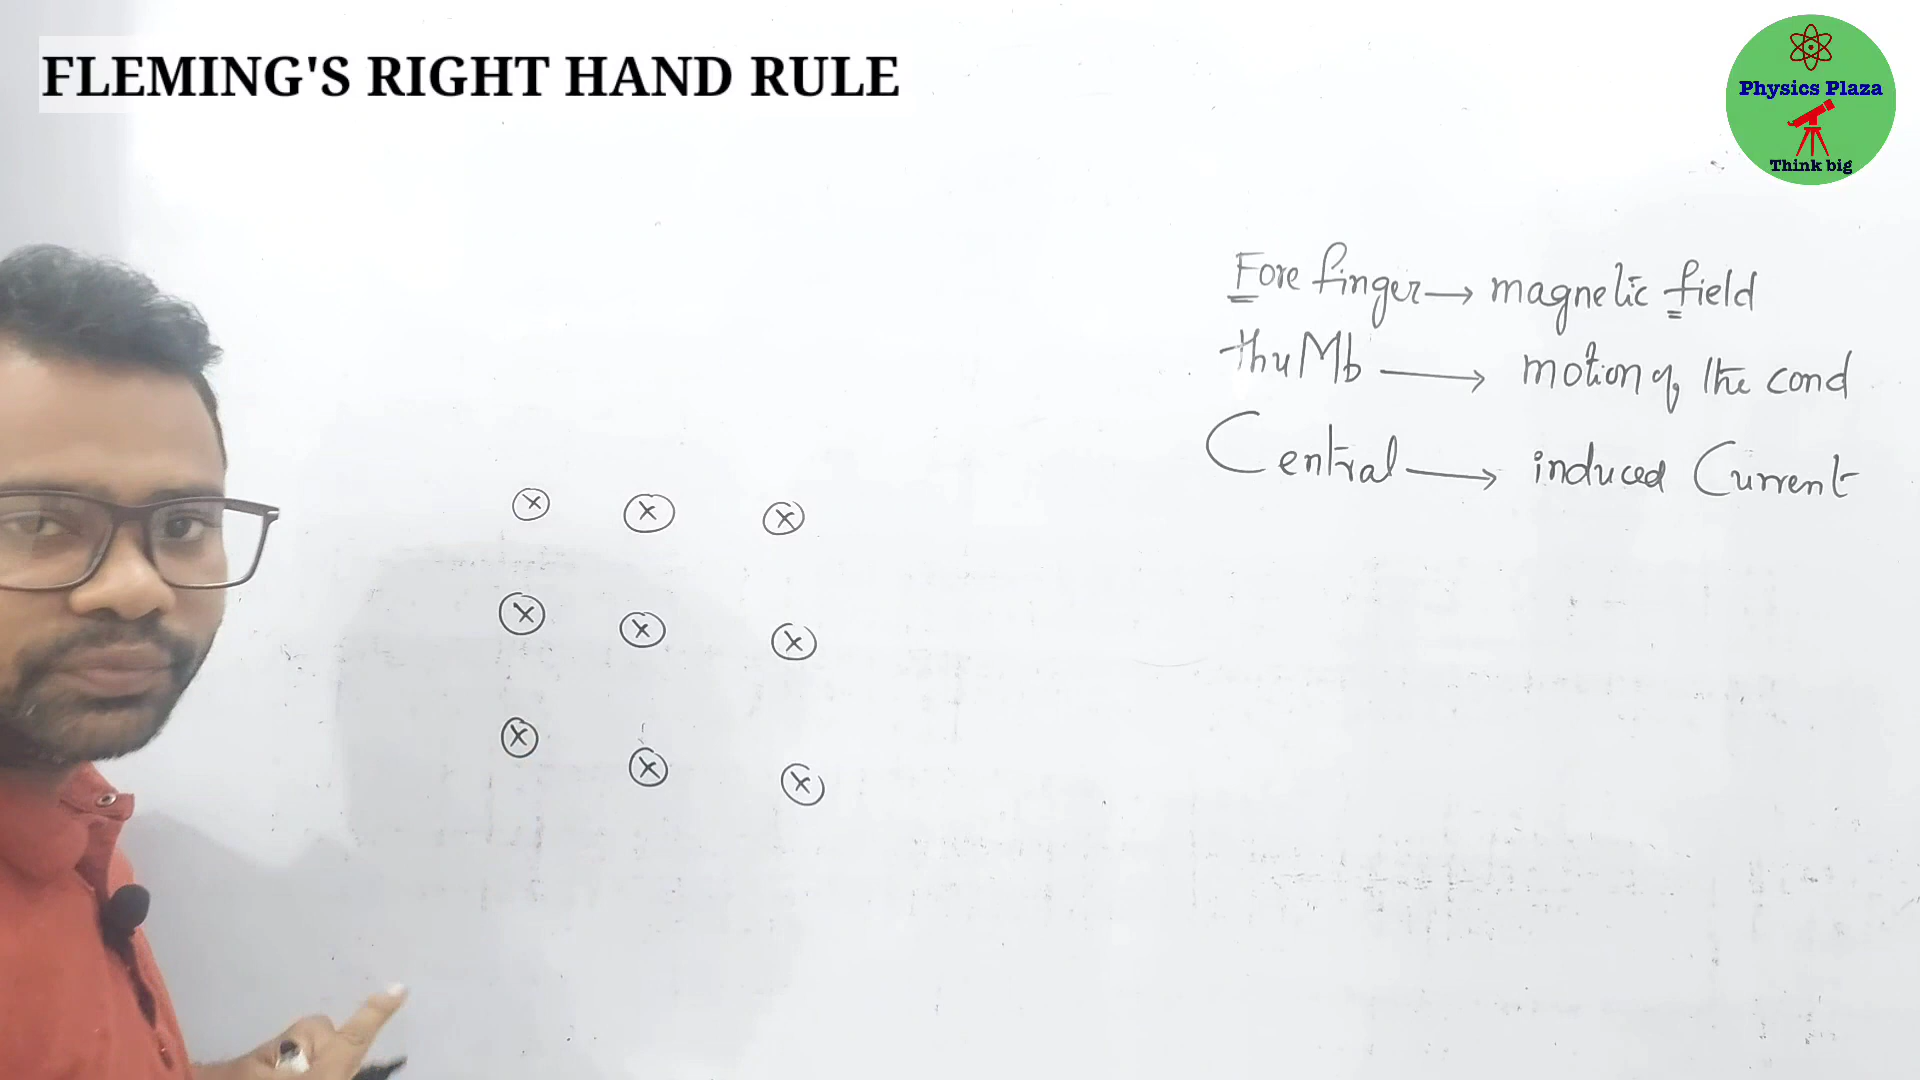 FLEMING'S RIGHT HAND RULE
Physics Plaza
Think big
Fore finger → magnetic field
thuMb → motion of the cond
Central → induced Current
⊗ ⊗ ⊗
⊗ ⊗ ⊗
⊗ ⊗ ⊗